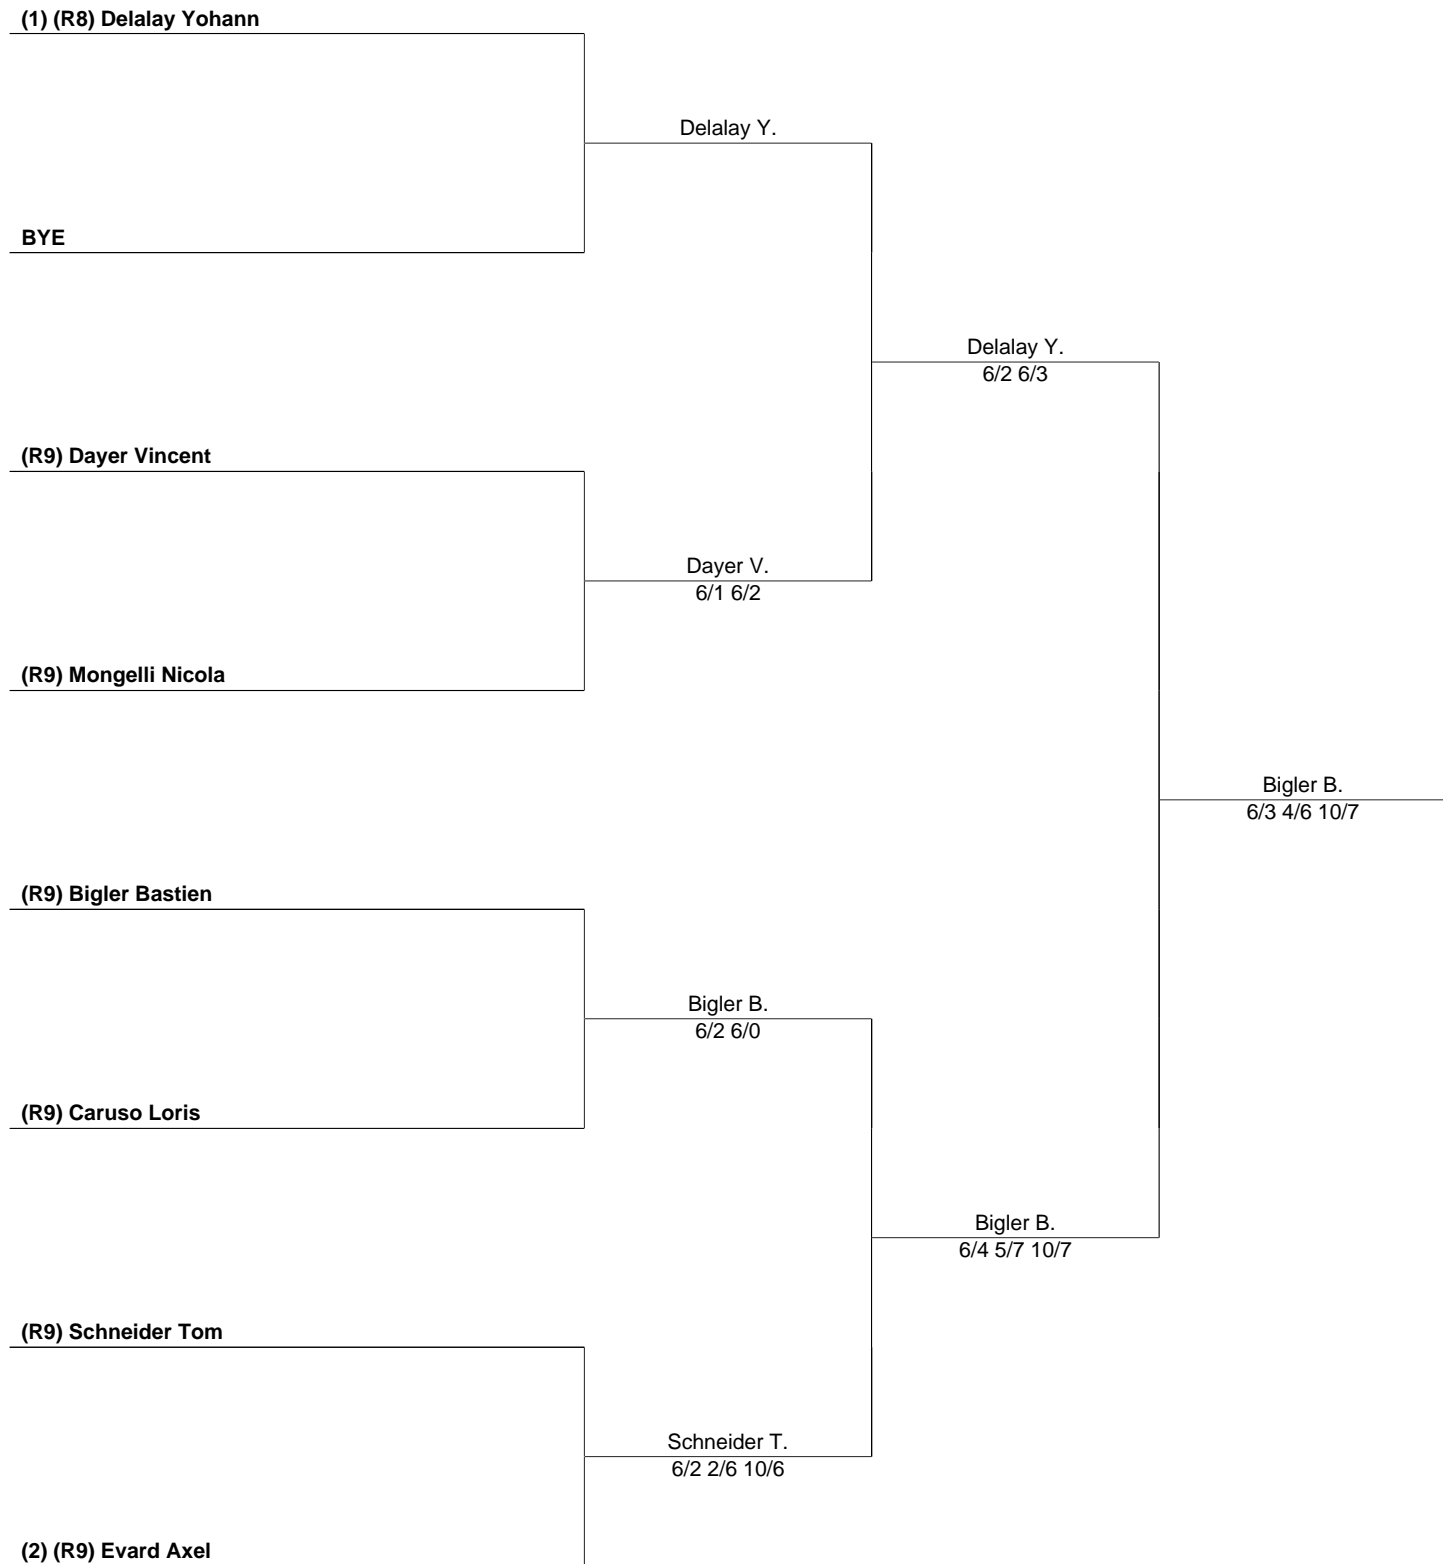 (1) (R8) Delalay Yohann
Delalay Y.
BYE
Delalay Y.
6/2 6/3
(R9) Dayer Vincent
Dayer V.
6/1 6/2
(R9) Mongelli Nicola
Bigler B.
6/3 4/6 10/7
(R9) Bigler Bastien
Bigler B.
6/2 6/0
(R9) Caruso Loris
Bigler B.
6/4 5/7 10/7
(R9) Schneider Tom
Schneider T.
6/2 2/6 10/6
(2) (R9) Evard Axel